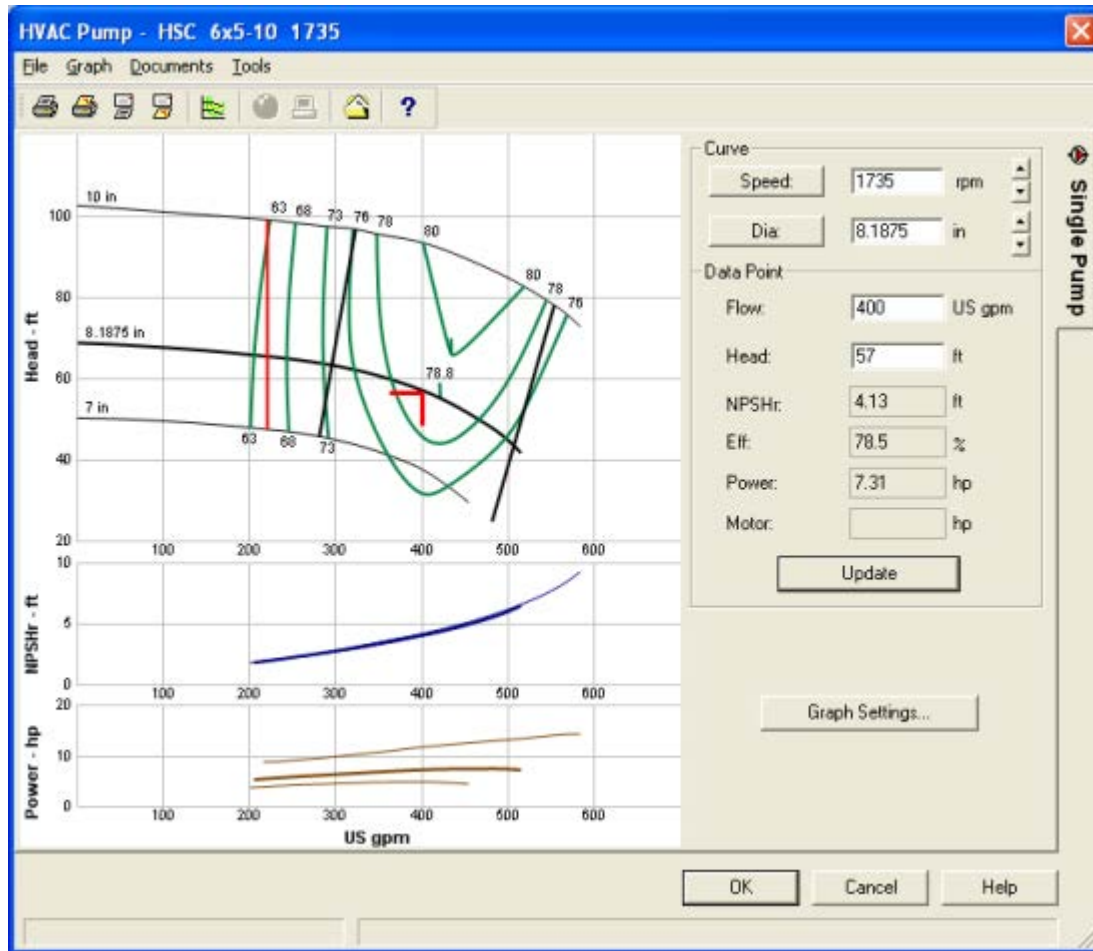 HVAC Pump - HSC 6x5-10 1735
File Graph Documents Tools
?
Curve
Speed: 1735 rpm
Dia: 8.1875 in
Data Point
Flow: 400 US gpm
Head: 57 ft
NPSHr: 4.13 ft
Eff: 78.5 %
Power: 7.31 hp
Motor: hp
Update
Graph Settings...
Single Pump
Head - ft
100
80
60
40
20
10 in
63 68 73 76 78 80
80
78
76
8.1875 in
78.8
7 in
63 68 73
100 200 300 400 500 600
NPSHr - ft
10
5
0
100 200 300 400 500 600
Power - hp
20
10
0
100 200 300 400 500 600
US gpm
OK Cancel Help